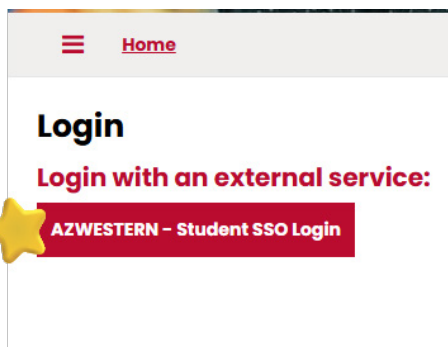 Home
Login
Login with an external service:
AZWESTERN - Student SSO Login